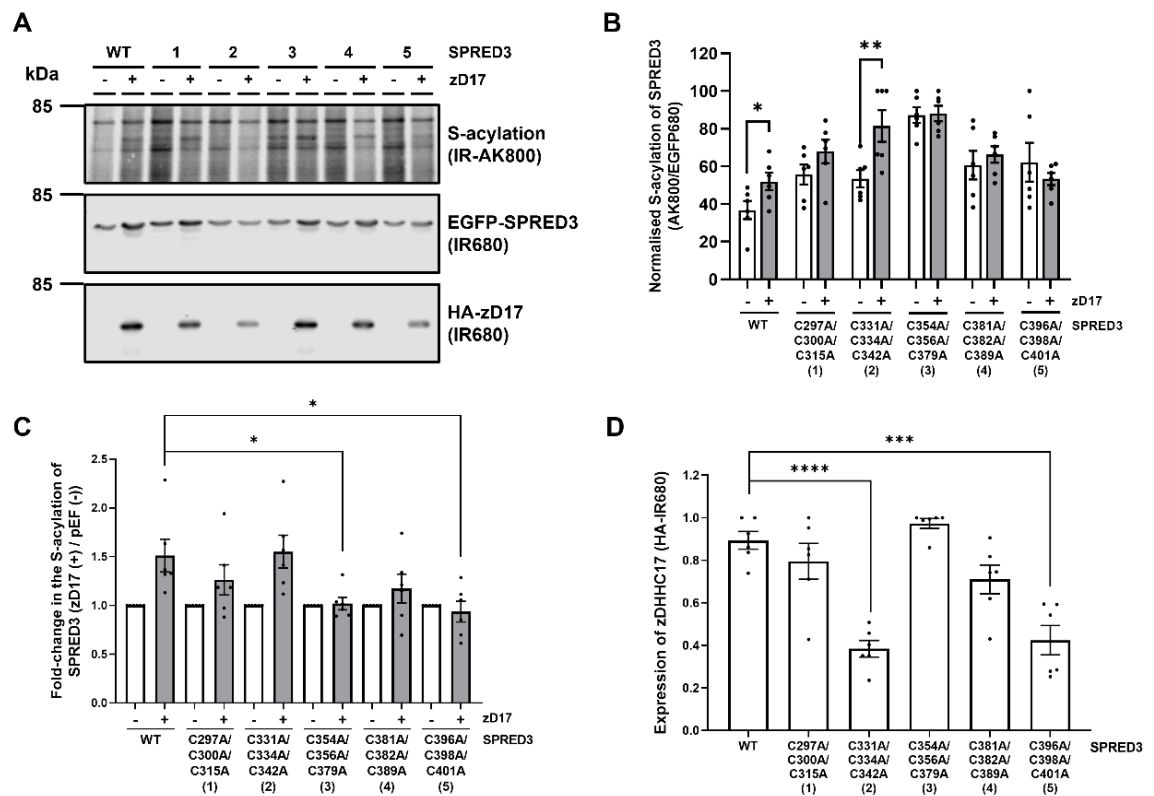 A
WT 1 2 3 4 5 SPRED3
kDa - + - + - + - + - + - + zD17
85
S-acylation
(IR-AK800)
85
EGFP-SPRED3
(IR680)
85
HA-zD17
(IR680)
B
Normalised S-acylation of SPRED3
(AK800/EGFP680)
120
100
80
60
40
20
0
*
**
- + - + - + - + - + - + zD17
WT C297A/ C331A/ C354A/ C381A/ C396A/ SPRED3
C300A/ C334A/ C356A/ C382A/ C398A/
C315A C342A C379A C389A C401A
(1) (2) (3) (4) (5)
C
Fold-change in the S-acylation of
SPRED3 (zD17 (+) / pEF (-))
2.5
2.0
1.5
1.0
0.5
0.0
*
*
- + - + - + - + - + - + zD17
WT C297A/ C331A/ C354A/ C381A/ C396A/ SPRED3
C300A/ C334A/ C356A/ C382A/ C398A/
C315A C342A C379A C389A C401A
(1) (2) (3) (4) (5)
D
Expression of zDHHC17 (HA-IR680)
1.2
1.0
0.8
0.6
0.4
0.2
0.0
***
****
WT C297A/ C331A/ C354A/ C381A/ C396A/ SPRED3
C300A/ C334A/ C356A/ C382A/ C398A/
C315A C342A C379A C389A C401A
(1) (2) (3) (4) (5)